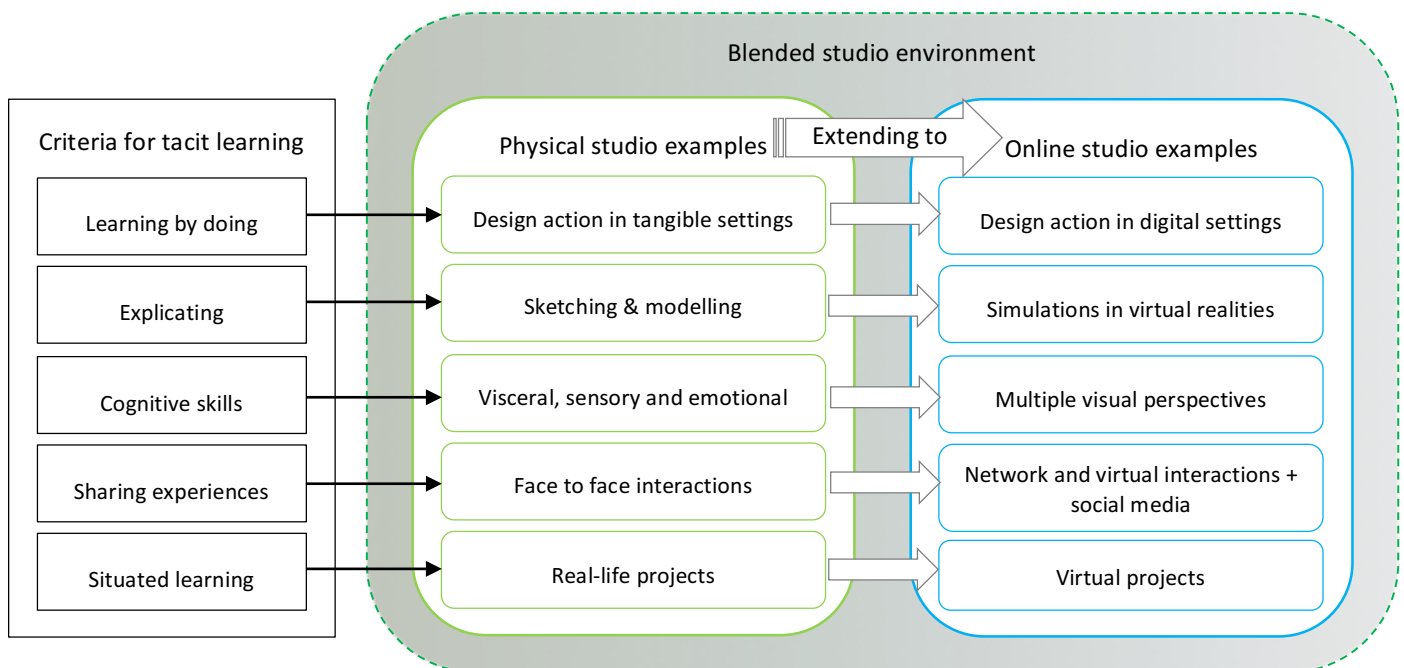 Blended studio environment
Criteria for tacit learning
Physical studio examples
Extending to
Online studio examples
Learning by doing
Design action in tangible settings
Design action in digital settings
Explicating
Sketching & modelling
Simulations in virtual realities
Cognitive skills
Visceral, sensory and emotional
Multiple visual perspectives
Sharing experiences
Face to face interactions
Network and virtual interactions +
social media
Situated learning
Real-life projects
Virtual projects